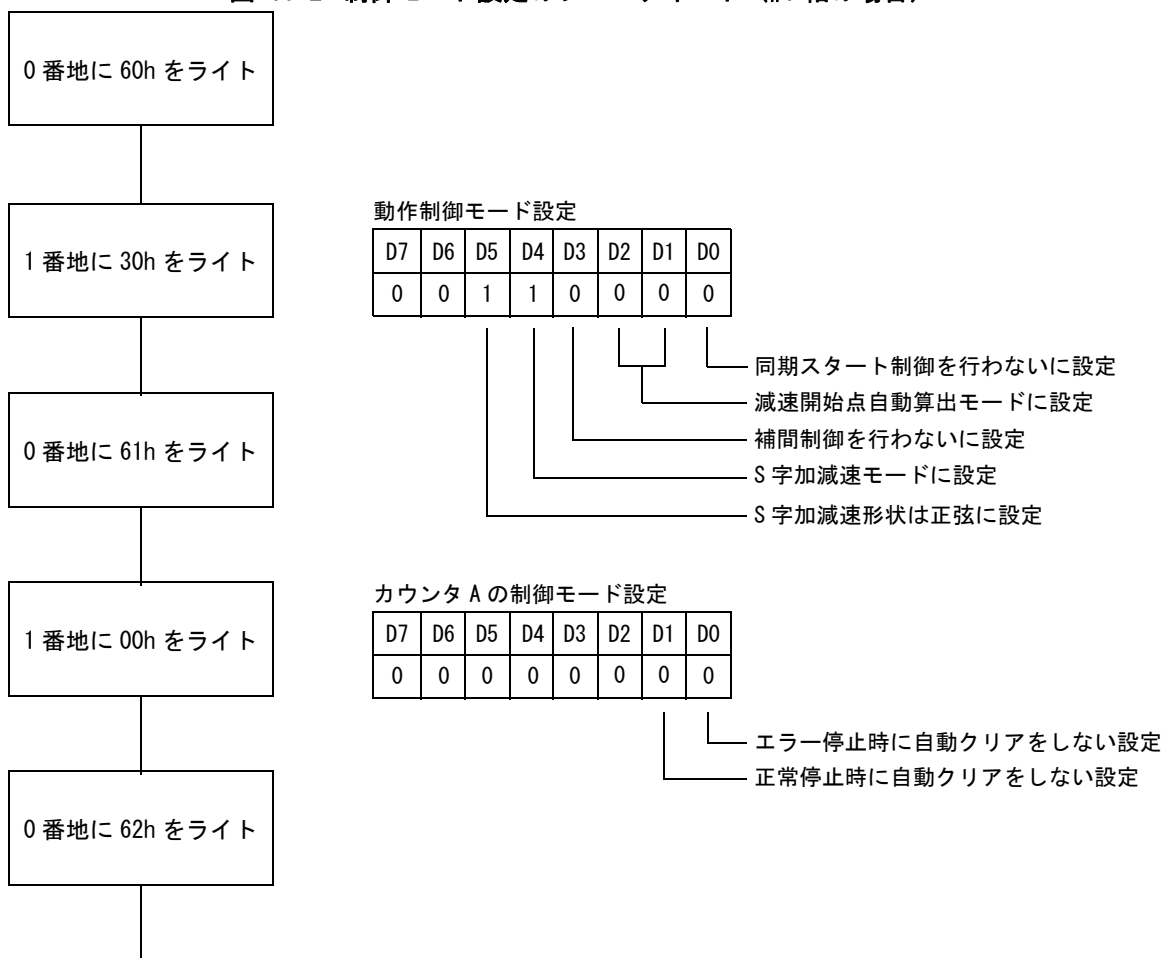 0 番地に 60h をライト
1 番地に 30h をライト
動作制御モード設定
D7 D6 D5 D4 D3 D2 D1 D0
0 0 1 1 0 0 0 0
同期スタート制御を行わないに設定
減速開始点自動算出モードに設定
補間制御を行わないに設定
S 字加減速モードに設定
S 字加減速形状は正弦に設定
0 番地に 61h をライト
1 番地に 00h をライト
カウンタ A の制御モード設定
D7 D6 D5 D4 D3 D2 D1 D0
0 0 0 0 0 0 0 0
エラー停止時に自動クリアをしない設定
正常停止時に自動クリアをしない設定
0 番地に 62h をライト